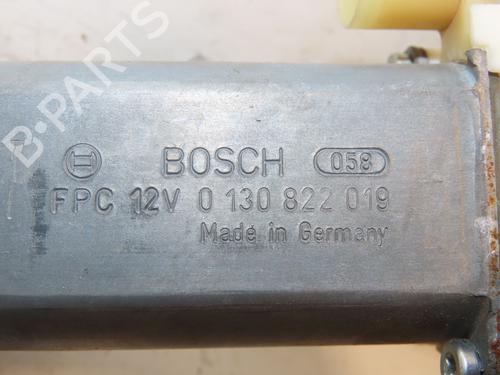 B-PARTS
BOSCH 058
FPC 12V 0 130 822 019
Made in Germany